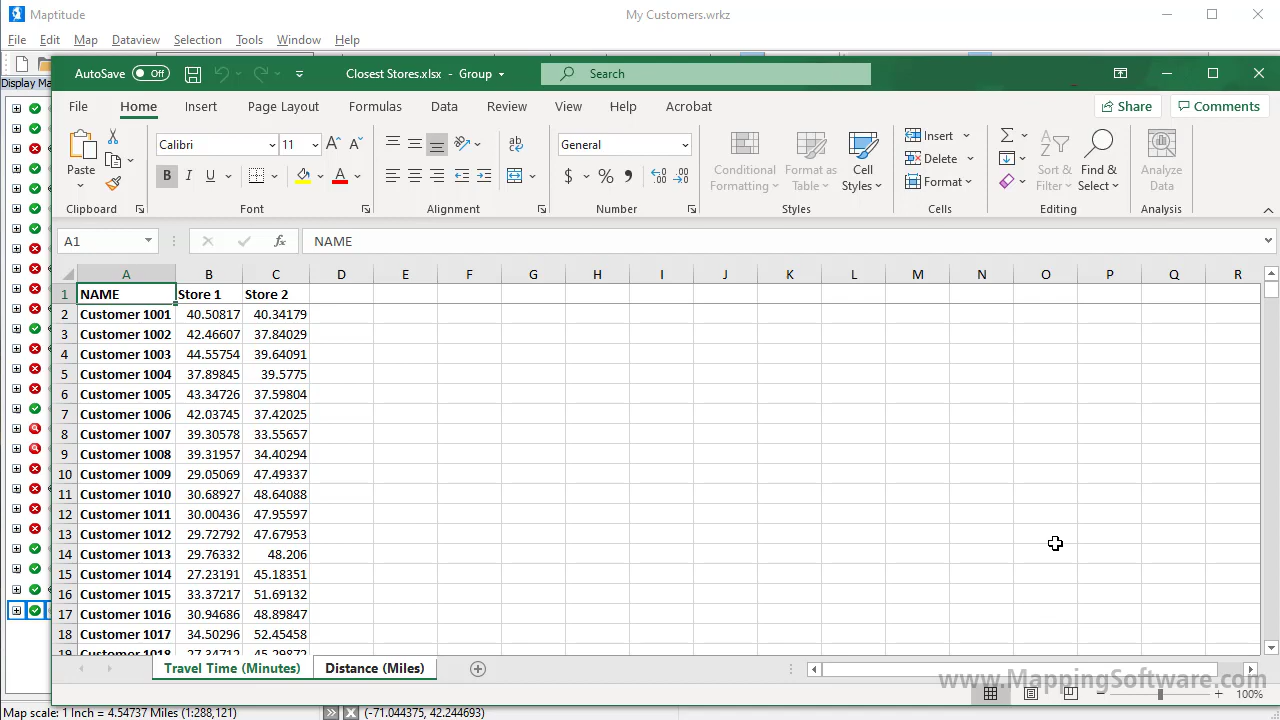 Maptitude
My Customers.wrkz
File Edit Map Dataview Selection Tools Window Help
Display Ma
AutoSave Off
Closest Stores.xlsx - Group
Search
File Home Insert Page Layout Formulas Data Review View Help Acrobat
Share
Comments
Paste
Clipboard
Calibri 11
B I U
A
Font
ab
Alignment
General
$ % ,
Number
Conditional Formatting
Format as Table
Cell Styles
Styles
Insert
Delete
Format
Cells
Sort & Filter
Find & Select
Editing
Analyze Data
Analysis
A1 fx NAME
A B C D E F G H I J K L M N O P Q R
1 NAME Store 1 Store 2
2 Customer 1001 40.50817 40.34179
3 Customer 1002 42.46607 37.84029
4 Customer 1003 44.55754 39.64091
5 Customer 1004 37.89845 39.5775
6 Customer 1005 43.34726 37.59804
7 Customer 1006 42.03745 37.42025
8 Customer 1007 39.30578 33.55657
9 Customer 1008 39.31957 34.40294
10 Customer 1009 29.05069 47.49337
11 Customer 1010 30.68927 48.64088
12 Customer 1011 30.00436 47.95597
13 Customer 1012 29.72792 47.67953
14 Customer 1013 29.76332 48.206
15 Customer 1014 27.23191 45.18351
16 Customer 1015 33.37217 51.69132
17 Customer 1016 30.94686 48.89847
18 Customer 1017 34.50296 52.45458
19 Customer 1018 27.34712 45.29872
Travel Time (Minutes) Distance (Miles)
www.MappingSoftware.com
100%
Map scale: 1 Inch = 4.54737 Miles (1:288,121) (-71.044375, 42.244693)